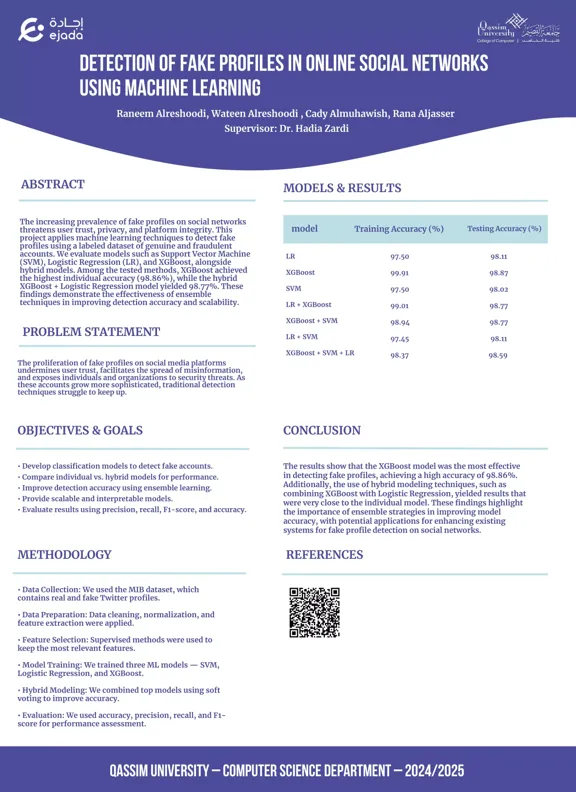 إجادة
ejada
Qassim
University
College of Computer
DETECTION OF FAKE PROFILES IN ONLINE SOCIAL NETWORKS
USING MACHINE LEARNING
Raneem Alreshoodi, Wateen Alreshoodi , Cady Almuhawish, Rana Aljasser
Supervisor: Dr. Hadia Zardi
ABSTRACT
The increasing prevalence of fake profiles on social networks
threatens user trust, privacy, and platform integrity. This
project applies machine learning techniques to detect fake
profiles using a labeled dataset of genuine and fraudulent
accounts. We evaluate models such as Support Vector Machine
(SVM), Logistic Regression (LR), and XGBoost, alongside
hybrid models. Among the tested methods, XGBoost achieved
the highest individual accuracy (98.86%), while the hybrid
XGBoost + Logistic Regression model yielded 98.77%. These
findings demonstrate the effectiveness of ensemble
techniques in improving detection accuracy and scalability.
PROBLEM STATEMENT
The proliferation of fake profiles on social media platforms
undermines user trust, facilitates the spread of misinformation,
and exposes individuals and organizations to security threats. As
these accounts grow more sophisticated, traditional detection
techniques struggle to keep up.
OBJECTIVES & GOALS
• Develop classification models to detect fake accounts.
• Compare individual vs. hybrid models for performance.
• Improve detection accuracy using ensemble learning.
• Provide scalable and interpretable models.
• Evaluate results using precision, recall, F1-score, and accuracy.
METHODOLOGY
• Data Collection: We used the MIB dataset, which
contains real and fake Twitter profiles.
• Data Preparation: Data cleaning, normalization, and
feature extraction were applied.
• Feature Selection: Supervised methods were used to
keep the most relevant features.
• Model Training: We trained three ML models — SVM,
Logistic Regression, and XGBoost.
• Hybrid Modeling: We combined top models using soft
voting to improve accuracy.
• Evaluation: We used accuracy, precision, recall, and F1-
score for performance assessment.
MODELS & RESULTS
model Training Accuracy (%) Testing Accuracy (%)
LR 97.50 98.11
XGBoost 99.91 98.87
SVM 97.50 98.02
LR + XGBoost 99.01 98.77
XGBoost + SVM 98.94 98.77
LR + SVM 97.45 98.11
XGBoost + SVM + LR 98.37 98.59
CONCLUSION
The results show that the XGBoost model was the most effective
in detecting fake profiles, achieving a high accuracy of 98.86%.
Additionally, the use of hybrid modeling techniques, such as
combining XGBoost with Logistic Regression, yielded results that
were very close to the individual model. These findings highlight
the importance of ensemble strategies in improving model
accuracy, with potential applications for enhancing existing
systems for fake profile detection on social networks.
REFERENCES
QASSIM UNIVERSITY – COMPUTER SCIENCE DEPARTMENT – 2024/2025